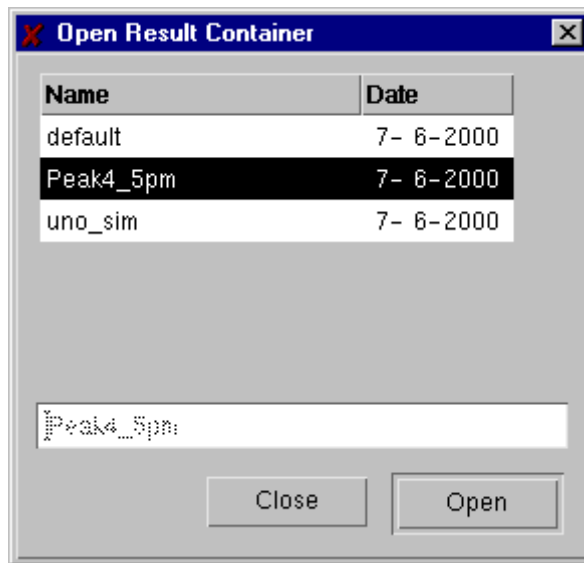 Open Result Container
Name Date
default 7- 6-2000
Peak4_5pm 7- 6-2000
uno_sim 7- 6-2000
Peak4_5pm
Close Open